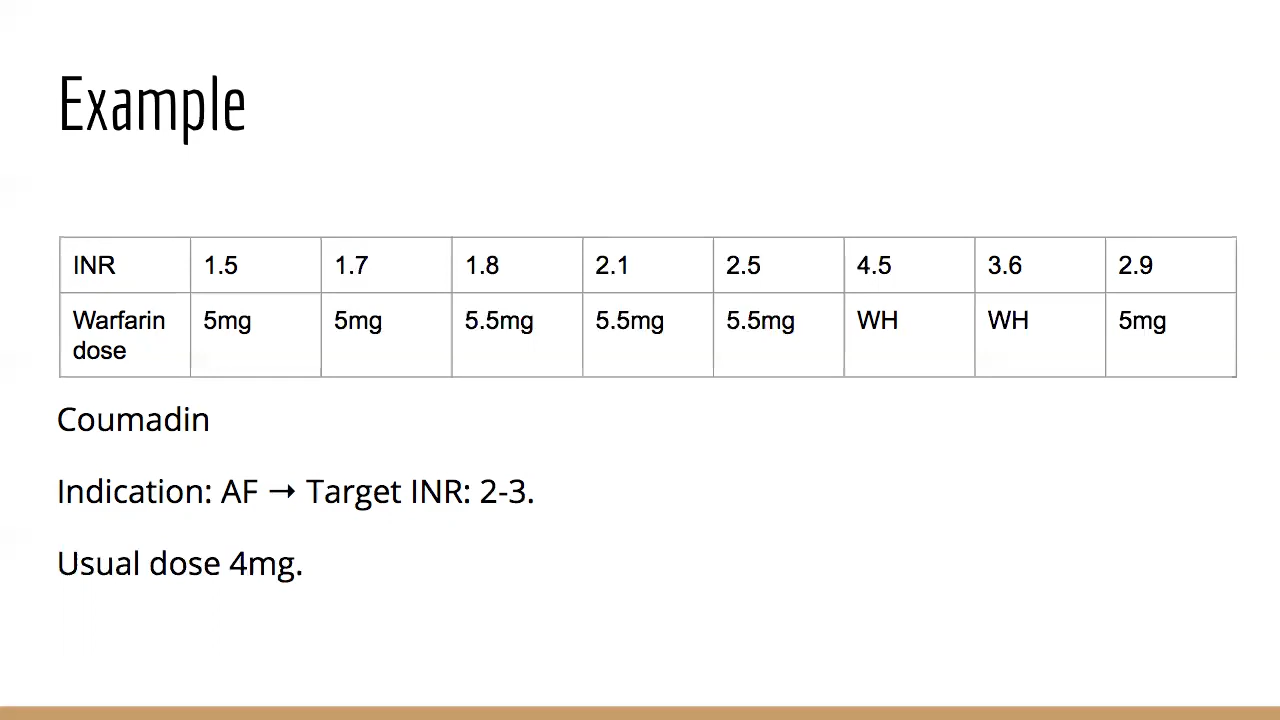 Example
INR 1.5 1.7 1.8 2.1 2.5 4.5 3.6 2.9
Warfarin 5mg 5mg 5.5mg 5.5mg 5.5mg WH WH 5mg
dose
Coumadin
Indication: AF → Target INR: 2-3.
Usual dose 4mg.